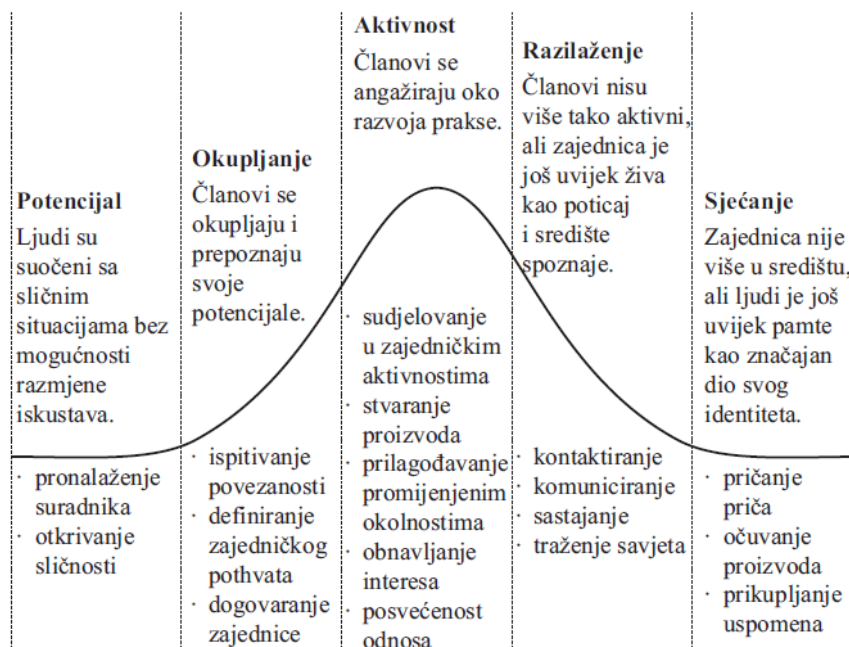 Potencijal
Ljudi su
suočeni sa
sličnim
situacijama bez
mogućnosti
razmjene
iskustava.
· pronalaženje
suradnika
· otkrivanje
sličnosti
Okupljanje
Članovi se
okupljaju i
prepoznaju
svoje
potencijale.
· ispitivanje
povezanosti
· definiranje
zajedničkog
pothvata
· dogovaranje
zajednice
Aktivnost
Članovi se
angažiraju oko
razvoja prakse.
· sudjelovanje
u zajedničkim
aktivnostima
· stvaranje
proizvoda
· prilagođavanje
promijenjenim
okolnostima
· obnavljanje
interesa
· posvećenost
odnosa
Razilaženje
Članovi nisu
više tako aktivni,
ali zajednica je
još uvijek živa
kao poticaj
i središte
spoznaje.
· kontaktiranje
· komuniciranje
· sastajanje
· traženje savjeta
Sjećanje
Zajednica nije
više u središtu,
ali ljudi je još
uvijek pamte
kao značajan
dio svog
identiteta.
· pričanje
priča
· očuvanje
proizvoda
· prikupljanje
uspomena